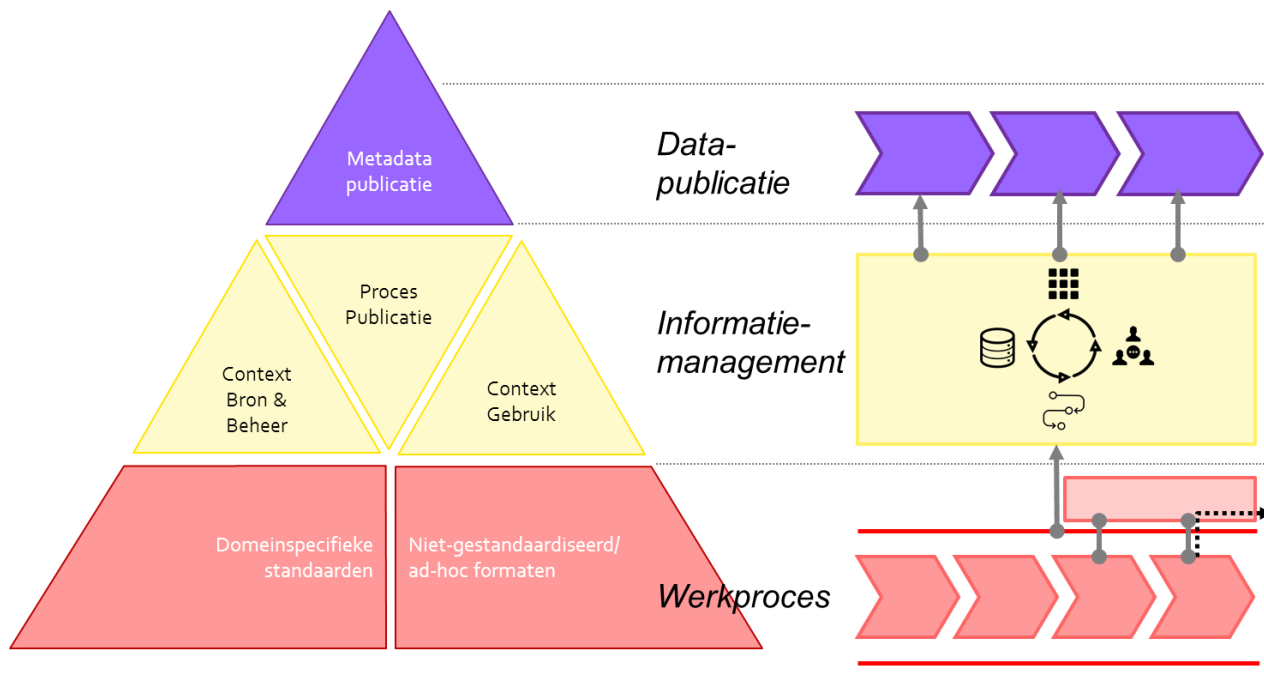 Metadata
publicatie
Data-
publicatie
Proces
Publicatie
Context
Bron &
Beheer
Context
Gebruik
Informatie-
management
Domeinspecifieke
standaarden
Niet-gestandaardiseerd/
ad-hoc formaten
Werkproces